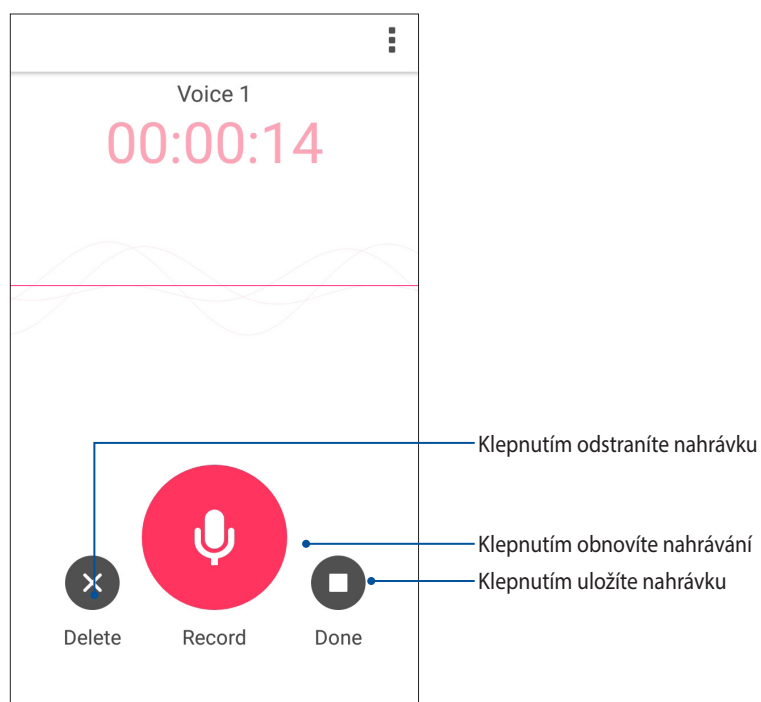 Voice 1
00:00:14
Klepnutím odstraníte nahrávku
Klepnutím obnovíte nahrávání
Klepnutím uložíte nahrávku
Delete Record Done